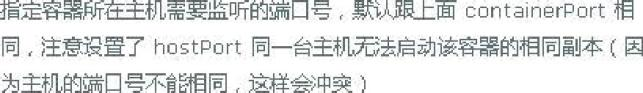 指定容器所在主机需要监听的端口号，默认跟上面 containerPort 相
同，注意设置了 hostPort 同一台主机无法启动该容器的相同副本（因
为主机的端口号不能相同，这样会冲突）